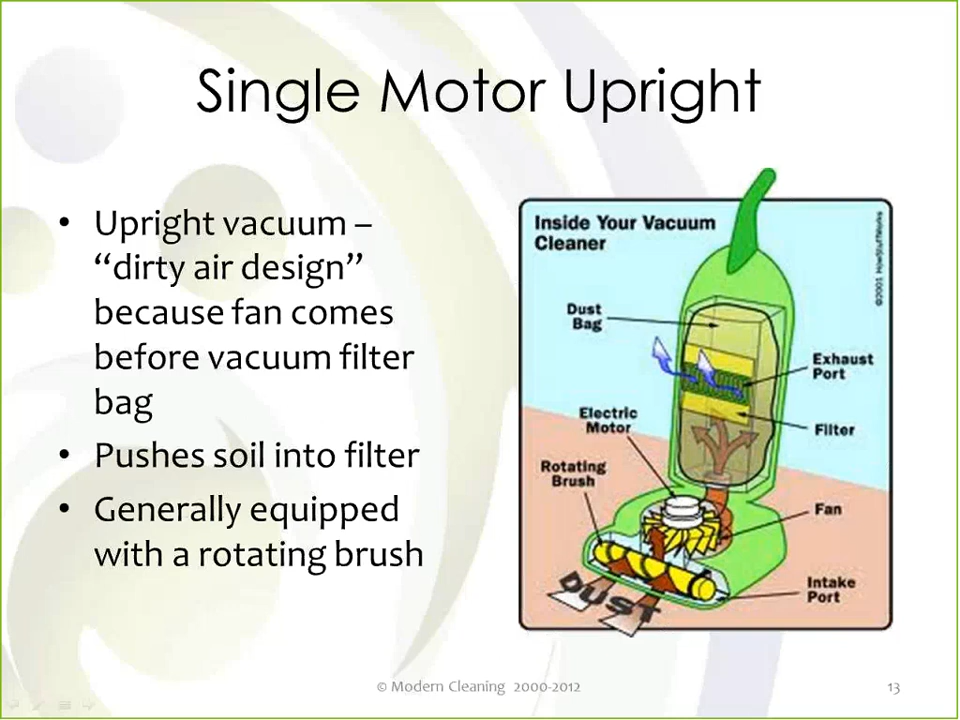 Single Motor Upright
• Upright vacuum –
“dirty air design”
because fan comes
before vacuum filter
bag
• Pushes soil into filter
• Generally equipped
with a rotating brush
Inside Your Vacuum
Cleaner
©2001 HowStuffWorks
Dust
Bag
Exhaust
Port
Electric
Motor
Filter
Rotating
Brush
Fan
Intake
Port
DUST
© Modern Cleaning 2000-2012
13